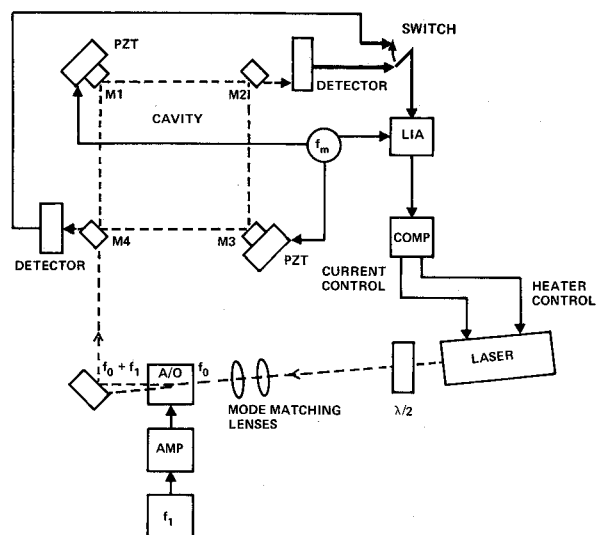 PZT
SWITCH
M1
M2
DETECTOR
CAVITY
f_m
LIA
M4
M3
DETECTOR
PZT
COMP
CURRENT
CONTROL
HEATER
CONTROL
LASER
f_0 + f_1
A/O
f_0
MODE MATCHING
LENSES
λ/2
AMP
f_1